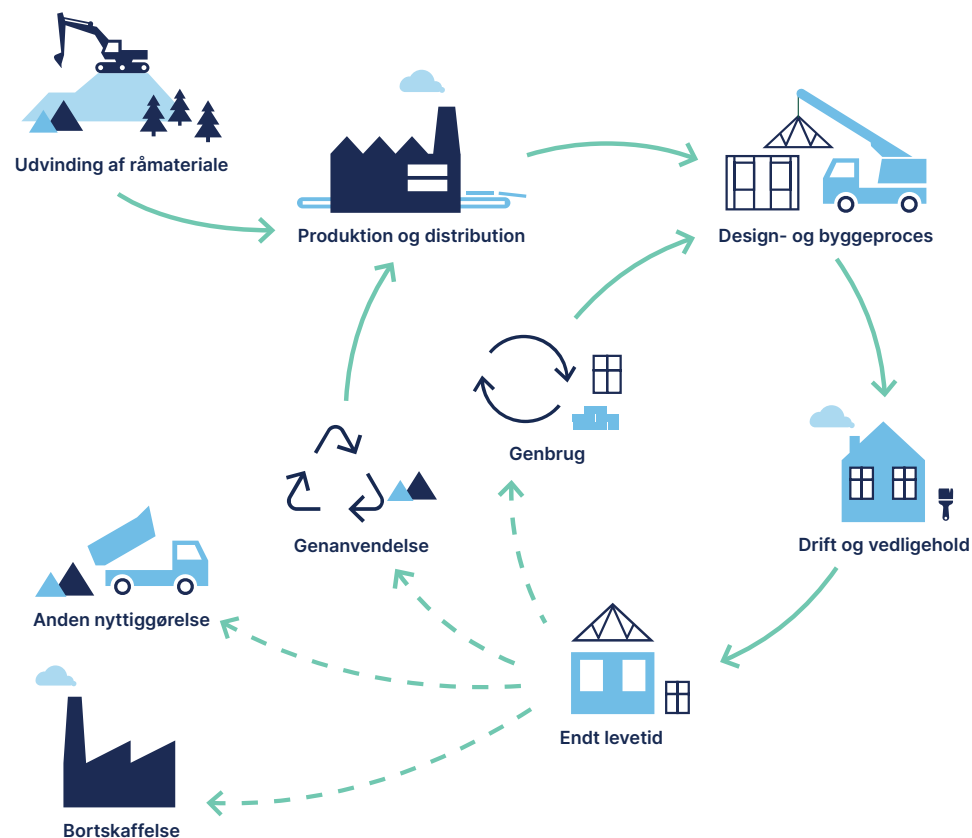 Udvinding af råmateriale
Produktion og distribution
Design- og byggeproces
Genbrug
Genanvendelse
Drift og vedligehold
Anden nyttiggørelse
Endt levetid
Bortskaffelse